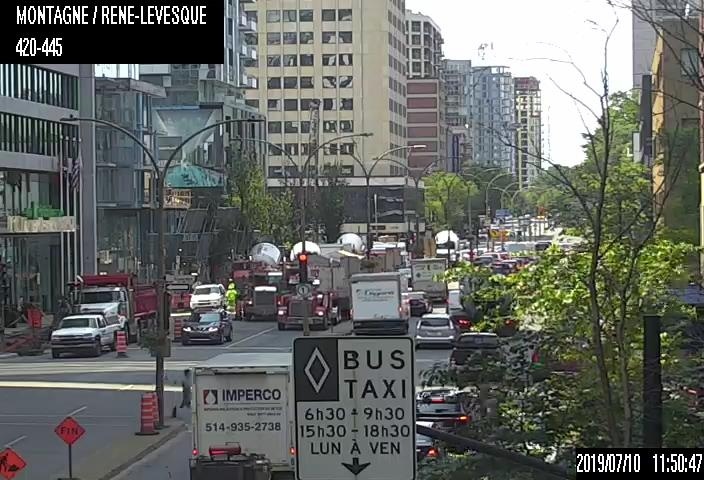 MONTAGNE / RENE-LEVESQUE
420-445
IMPERCO
514-935-2738
BUS
TAXI
6h30 - 9h30
15h30 - 18h30
LUN À VEN
FIN
2019/07/10 11:50:47